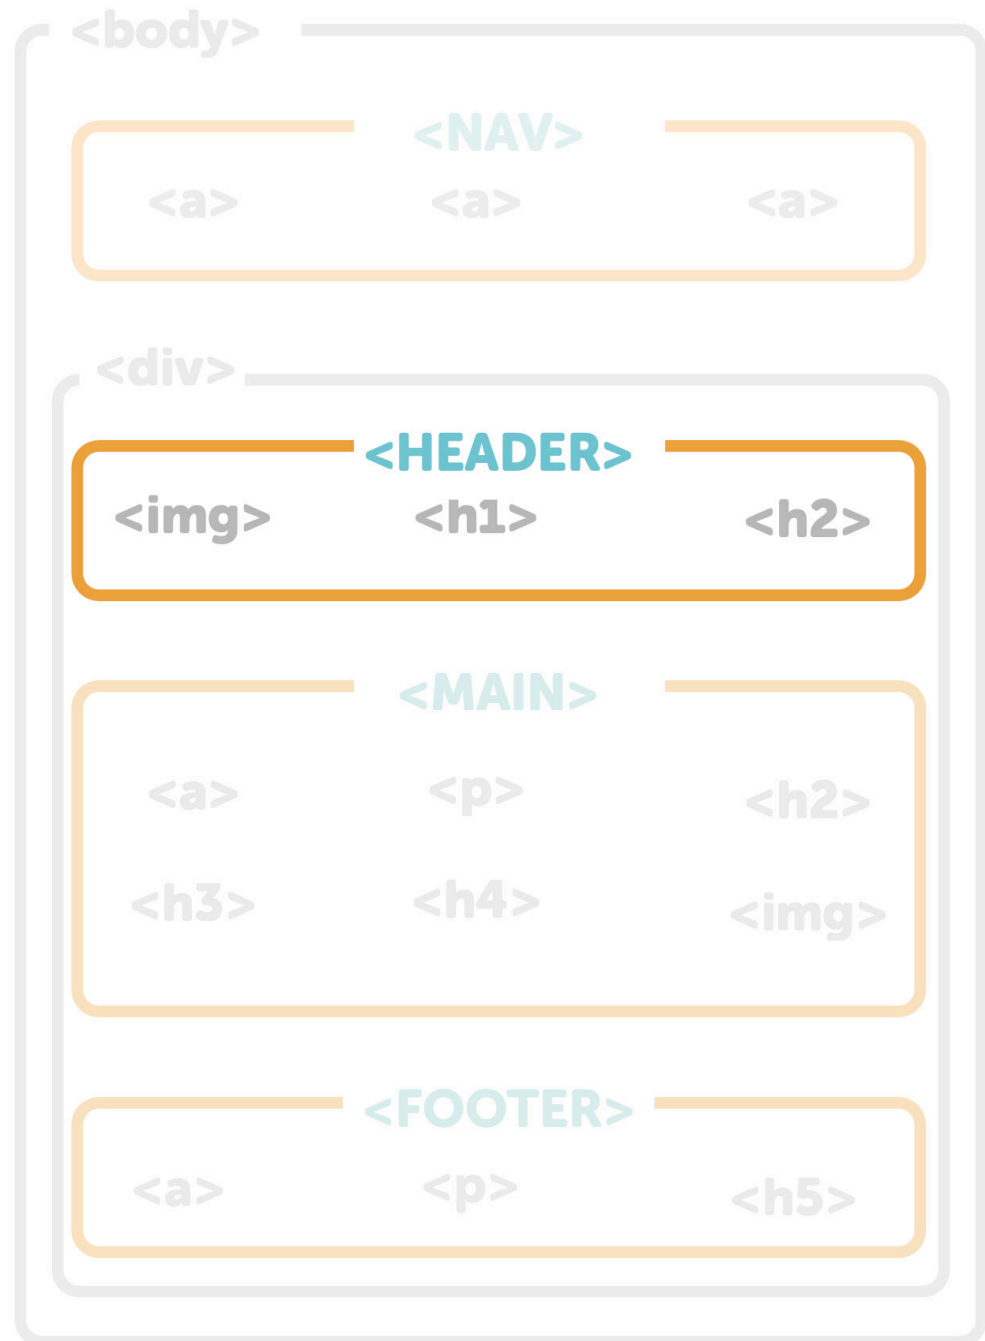 <body>
<NAV>
<a> <a> <a>
<div>
<HEADER>
<img> <h1> <h2>
<MAIN>
<a> <p> <h2>
<h3> <h4> <img>
<FOOTER>
<a> <p> <h5>